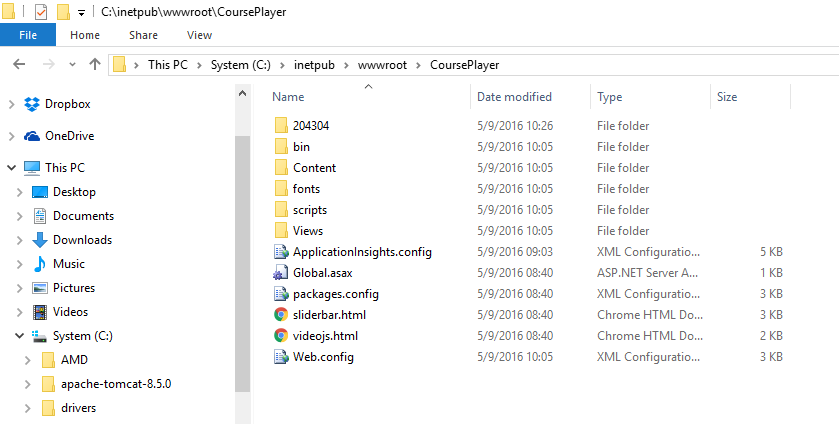 C:\inetpub\wwwroot\CoursePlayer
File Home Share View
This PC System (C:) inetpub wwwroot CoursePlayer
Dropbox
OneDrive
This PC
Desktop
Documents
Downloads
Music
Pictures
Videos
System (C:)
AMD
apache-tomcat-8.5.0
drivers
Name Date modified Type Size
204304 5/9/2016 10:26 File folder
bin 5/9/2016 10:05 File folder
Content 5/9/2016 10:05 File folder
fonts 5/9/2016 10:05 File folder
scripts 5/9/2016 10:05 File folder
Views 5/9/2016 10:05 File folder
ApplicationInsights.config 5/9/2016 09:03 XML Configuratio... 5 KB
Global.asax 5/9/2016 08:40 ASP.NET Server A... 1 KB
packages.config 5/9/2016 08:40 XML Configuratio... 3 KB
sliderbar.html 5/9/2016 08:40 Chrome HTML Do... 3 KB
videojs.html 5/9/2016 08:40 Chrome HTML Do... 2 KB
Web.config 5/9/2016 10:05 XML Configuratio... 3 KB